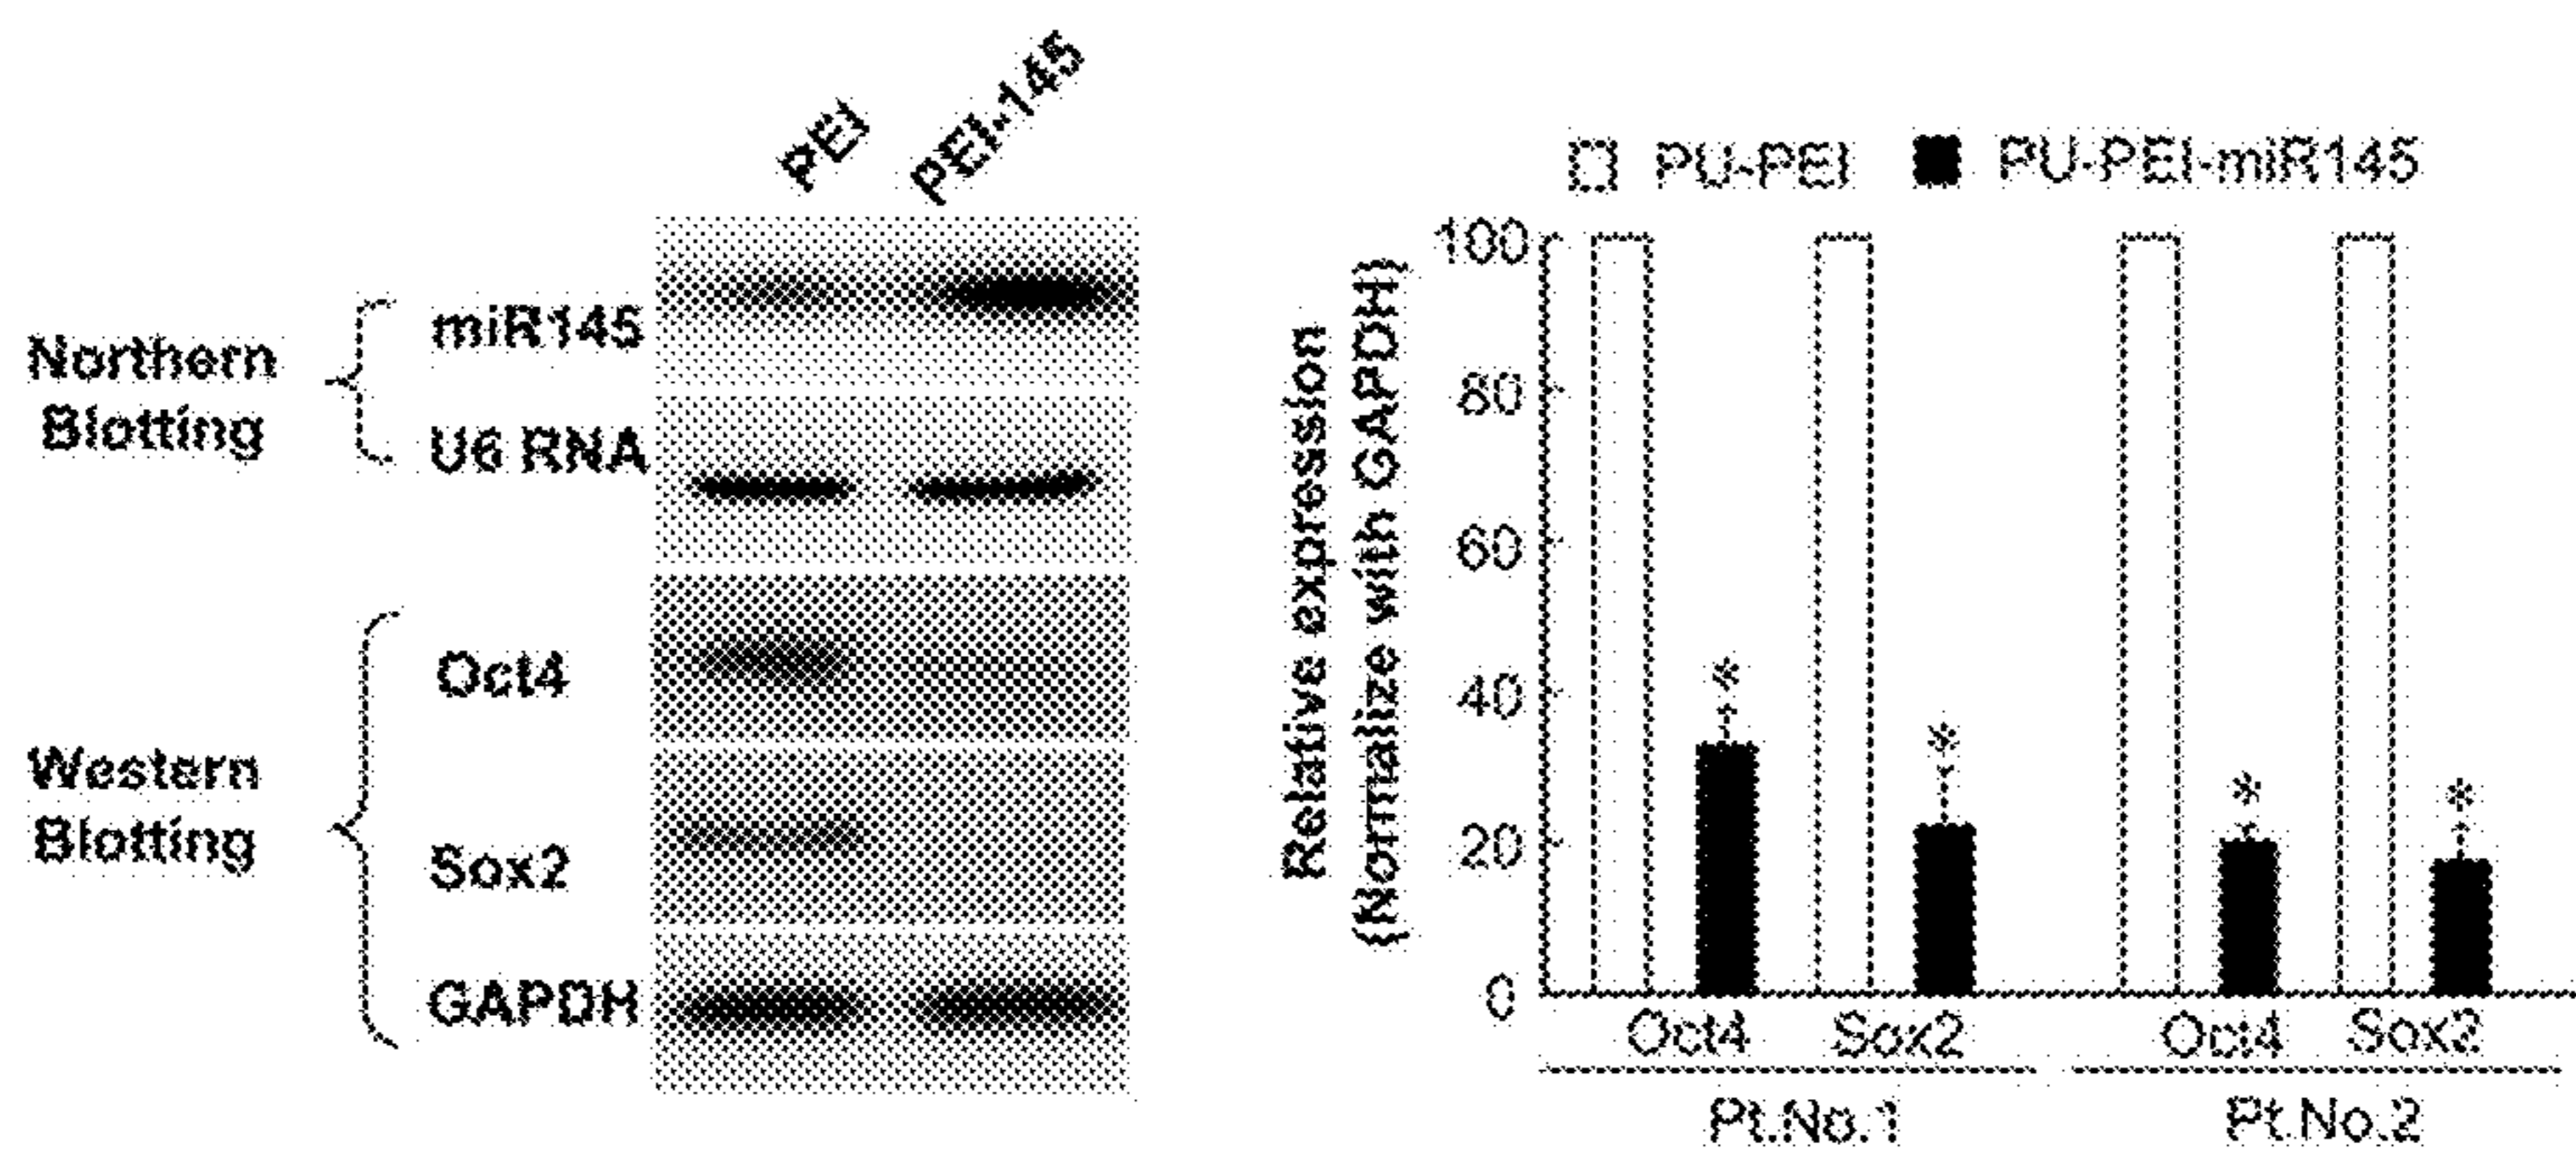 PEI
PEI-145
Northern
Blotting
miR145
U6 RNA
Western
Blotting
Oct4
Sox2
GAPDH
PU-PEI
PU-PEI-miR145
Relative expression
(Normalize with GAPDH)
100
80
60
40
20
0
*
*
*
*
Oct4
Sox2
Oct4
Sox2
Pt.No.1
Pt.No.2